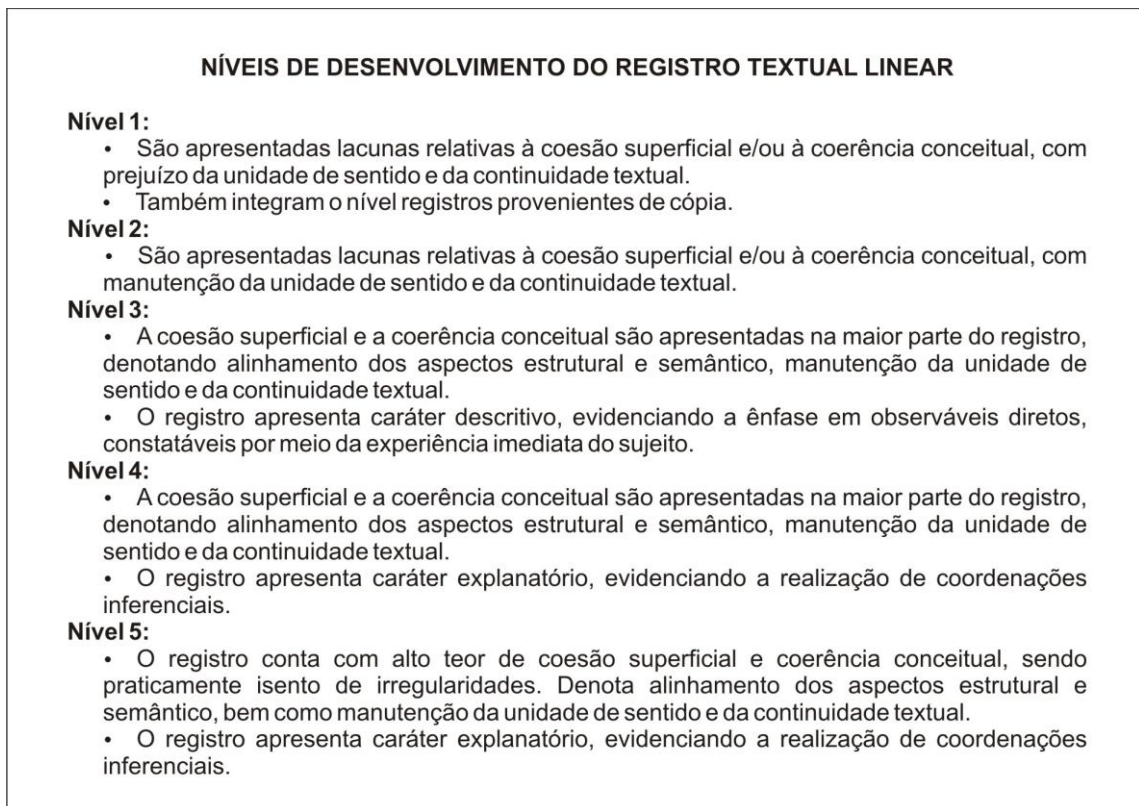 NÍVEIS DE DESENVOLVIMENTO DO REGISTRO TEXTUAL LINEAR
Nível 1:
• São apresentadas lacunas relativas à coesão superficial e/ou à coerência conceitual, com
prejuízo da unidade de sentido e da continuidade textual.
• Também integram o nível registros provenientes de cópia.
Nível 2:
• São apresentadas lacunas relativas à coesão superficial e/ou à coerência conceitual, com
manutenção da unidade de sentido e da continuidade textual.
Nível 3:
• A coesão superficial e a coerência conceitual são apresentadas na maior parte do registro,
denotando alinhamento dos aspectos estrutural e semântico, manutenção da unidade de
sentido e da continuidade textual.
• O registro apresenta caráter descritivo, evidenciando a ênfase em observáveis diretos,
constatáveis por meio da experiência imediata do sujeito.
Nível 4:
• A coesão superficial e a coerência conceitual são apresentadas na maior parte do registro,
denotando alinhamento dos aspectos estrutural e semântico, manutenção da unidade de
sentido e da continuidade textual.
• O registro apresenta caráter explanatório, evidenciando a realização de coordenações
inferenciais.
Nível 5:
• O registro conta com alto teor de coesão superficial e coerência conceitual, sendo
praticamente isento de irregularidades. Denota alinhamento dos aspectos estrutural e
semântico, bem como manutenção da unidade de sentido e da continuidade textual.
• O registro apresenta caráter explanatório, evidenciando a realização de coordenações
inferenciais.